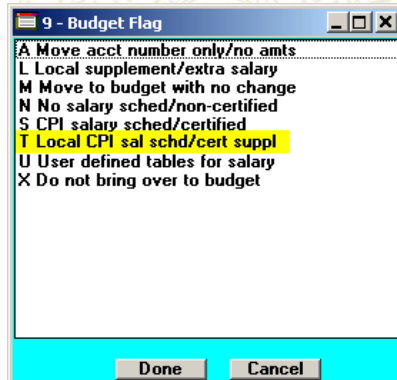 9 - Budget Flag
A Move acct number only/no amts
L Local supplement/extra salary
M Move to budget with no change
N No salary sched/non-certified
S CPI salary sched/certified
T Local CPI sal schd/cert suppl
U User defined tables for salary
X Do not bring over to budget
Done Cancel